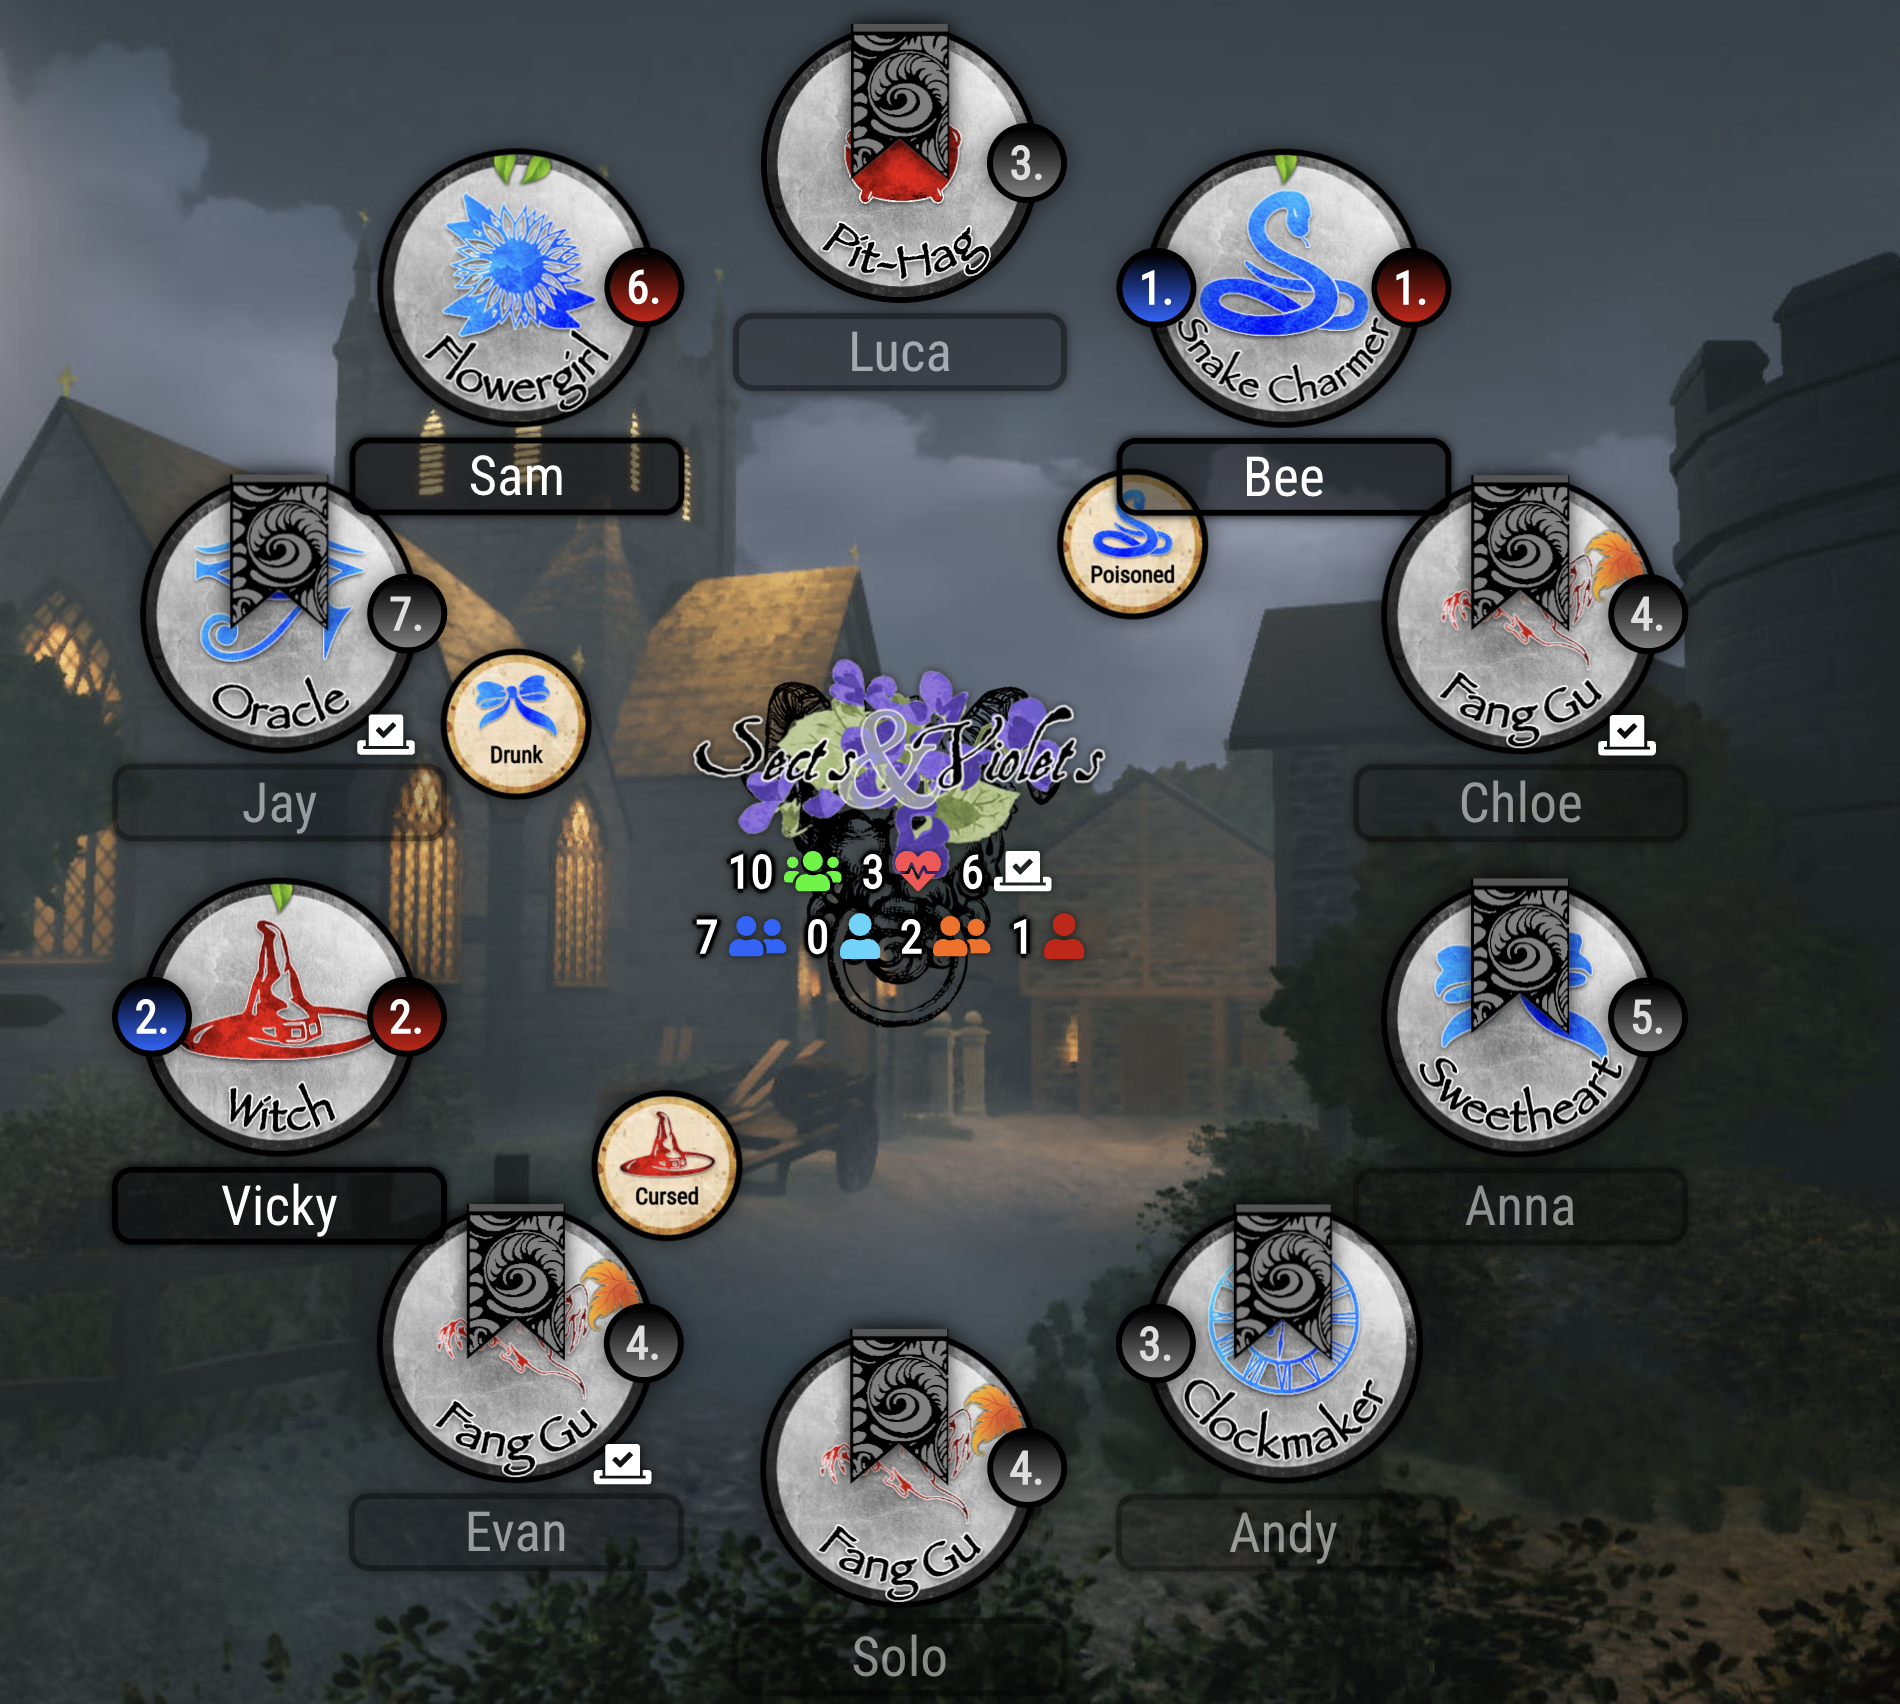 Pit-Hag
3.
Luca
Flowergirl
6.
Sam
1.
Snake Charmer
1.
Bee
Poisoned
Oracle
7.
Jay
Drunk
Fang Gu
4.
Chloe
Sects & Violets
10 3 6
7 0 2 1
2.
Witch
2.
Vicky
Cursed
Sweetheart
5.
Anna
Fang Gu
4.
Evan
Fang Gu
4.
Solo
3.
Clockmaker
Andy